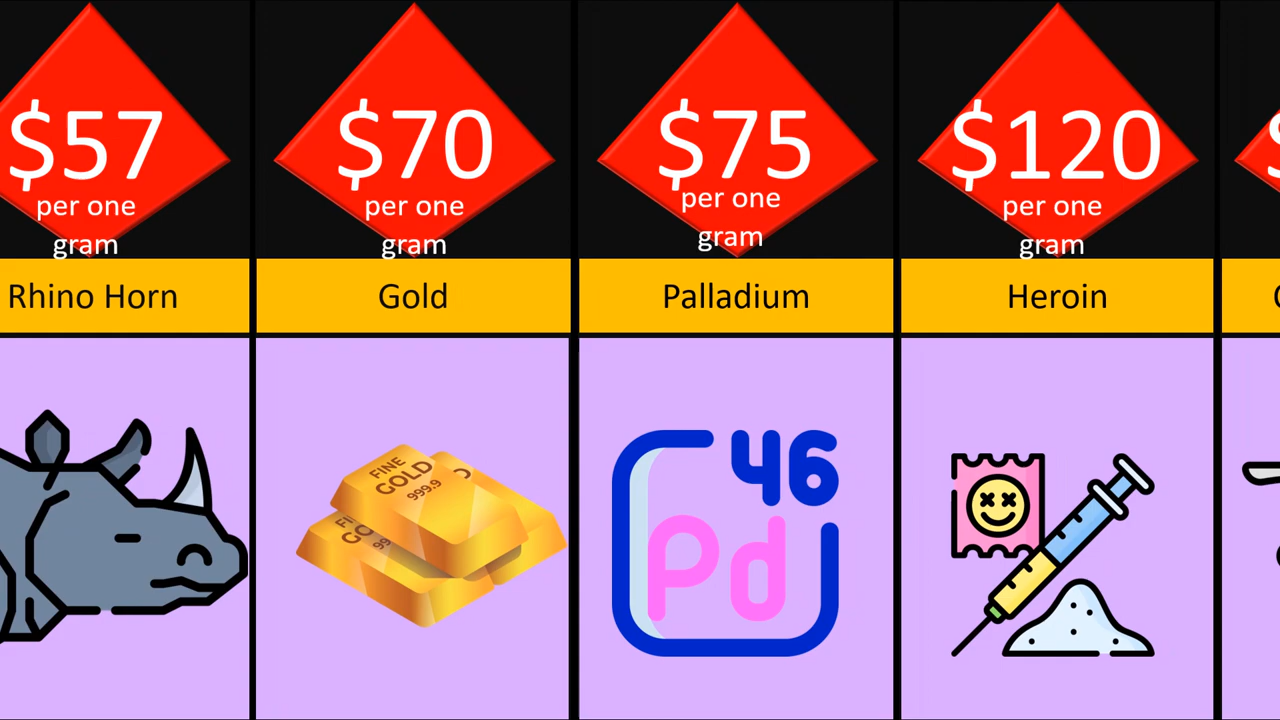 $57
per one
gram
Rhino Horn
$70
per one
gram
Gold
FINE
GOLD
999.9
$75
per one
gram
Palladium
46
Pd
$120
per one
gram
Heroin